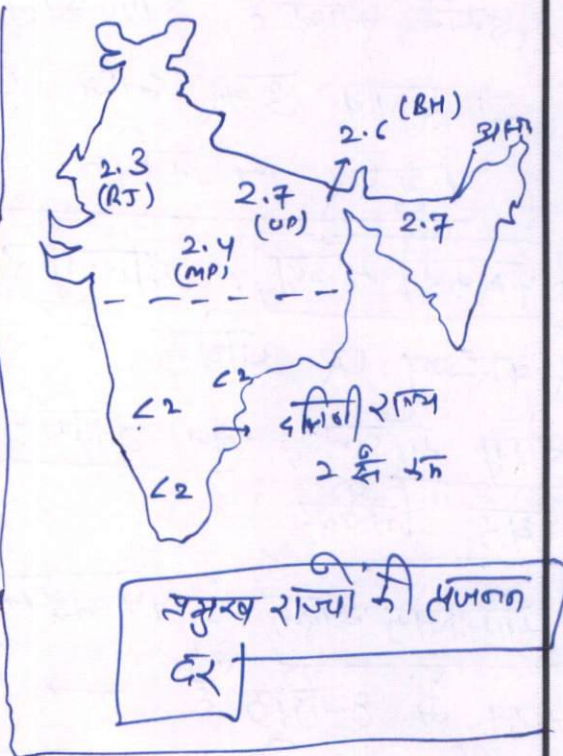 2.6 (BH)
2.3
(RJ)
2.7
(UP)
2.7
2.4
(MP)
<2
<2
<2
दक्षिणी राज्य
2 से कम
प्रमुख राज्यों की प्रजनन
दर